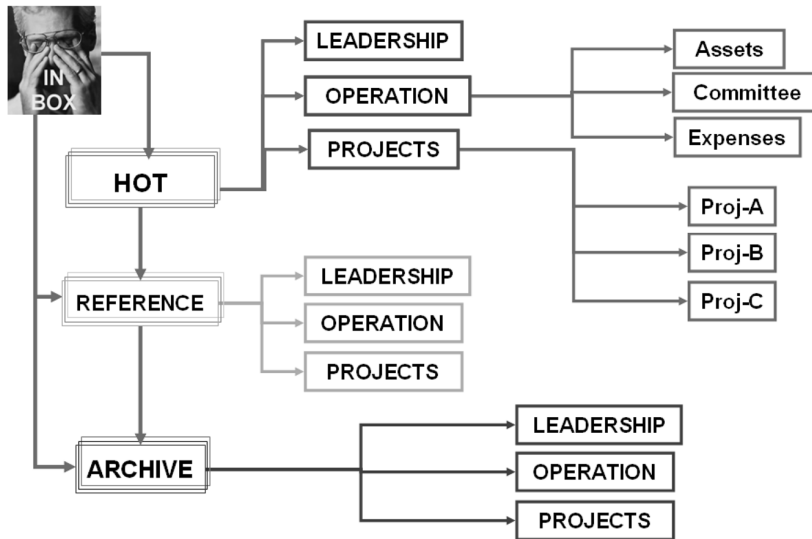 IN
BOX
HOT
LEADERSHIP
OPERATION
PROJECTS
Assets
Committee
Expenses
Proj-A
Proj-B
Proj-C
REFERENCE
LEADERSHIP
OPERATION
PROJECTS
ARCHIVE
LEADERSHIP
OPERATION
PROJECTS